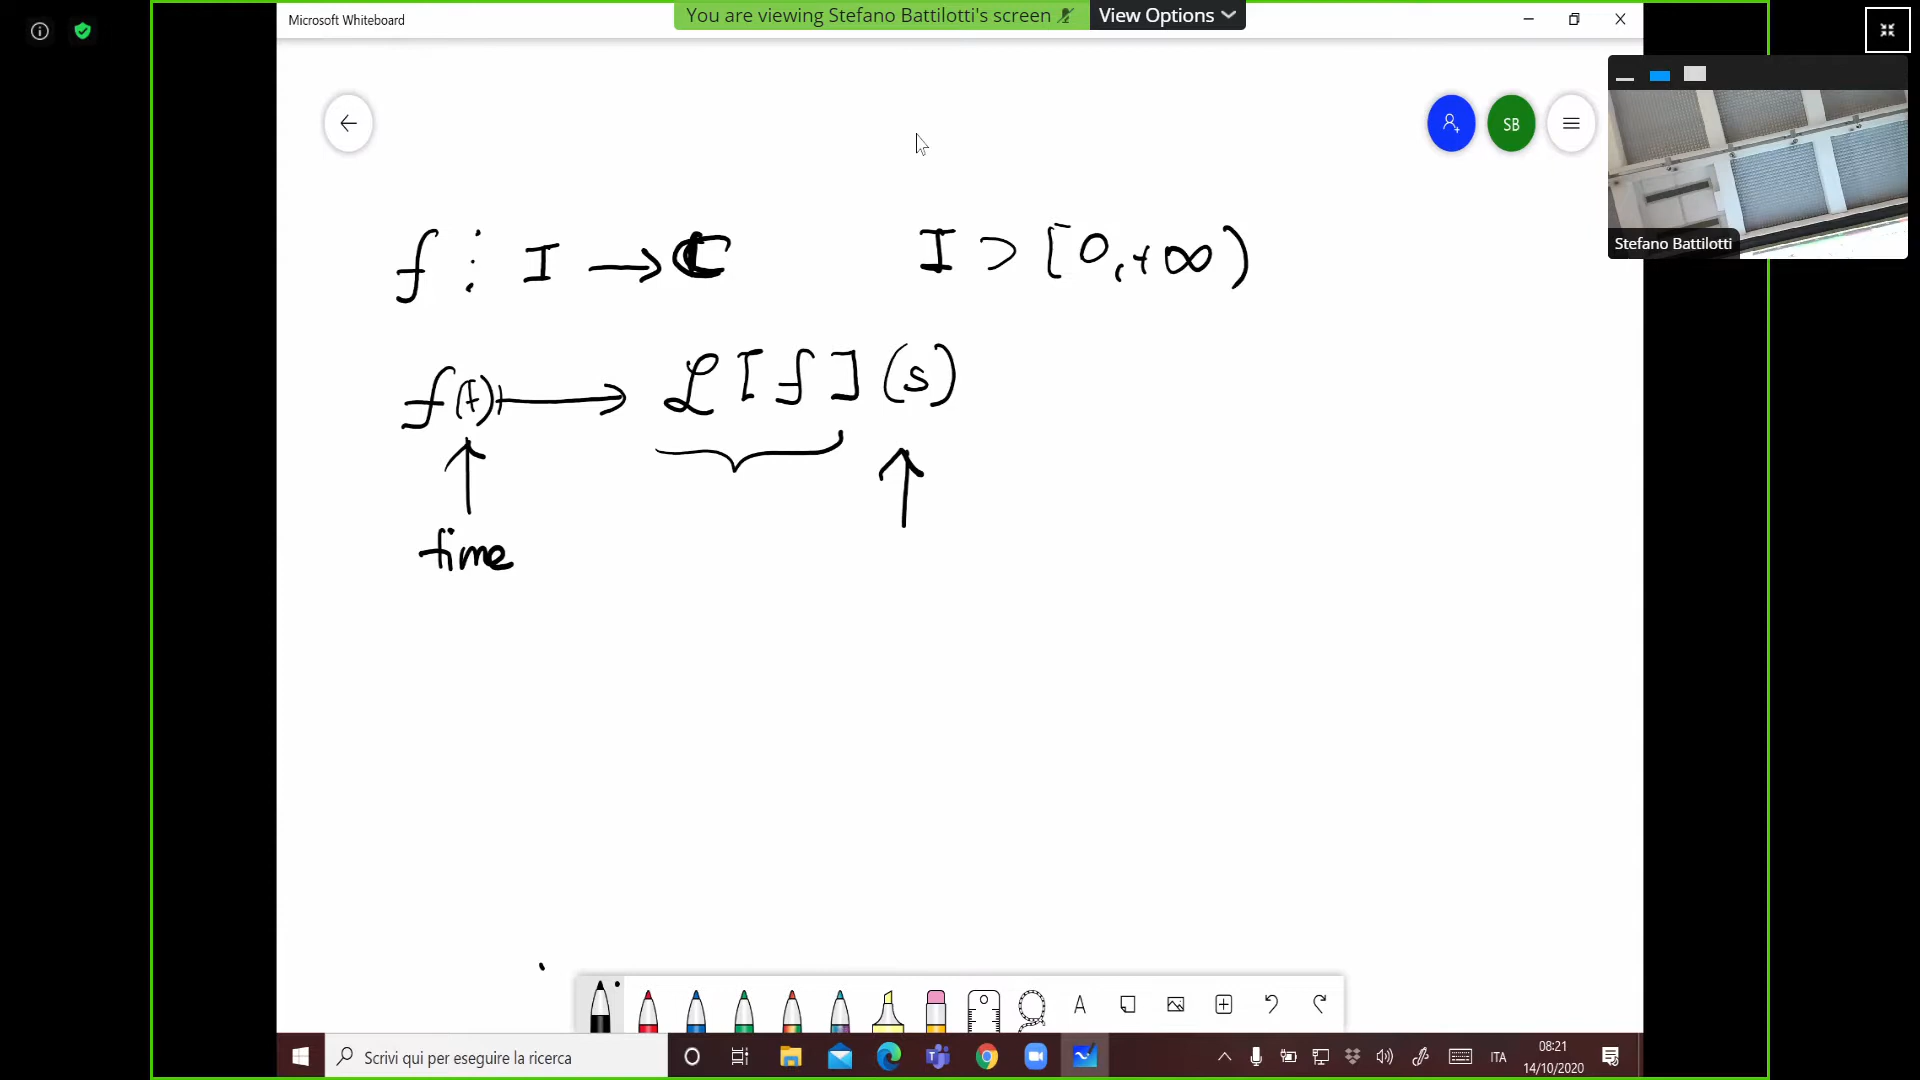 You are viewing Stefano Battilotti's screen View Options
Microsoft Whiteboard
SB
Stefano Battilotti
f : I → ℂ I ⊃ [0,+∞)
f(t) → ℒ[f](s)
time
A
Scrivi qui per eseguire la ricerca
ITA
08:21
14/10/2020